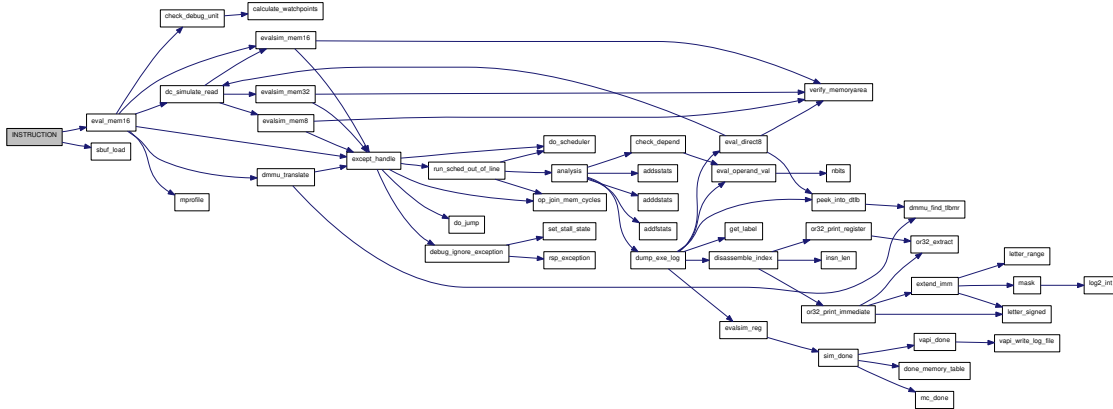 INSTRUCTION
eval_mem16
sbuf_load
check_debug_unit
dc_simulate_read
mprofile
calculate_watchpoints
evalsim_mem16
evalsim_mem32
evalsim_mem8
dmmu_translate
except_handle
run_sched_out_of_line
do_jump
debug_ignore_exception
do_scheduler
analysis
op_join_mem_cycles
set_stall_state
rsp_exception
check_depend
addsstats
adddstats
addfstats
dump_exe_log
eval_direct8
eval_operand_val
get_label
disassemble_index
evalsim_reg
verify_memoryarea
nbits
peek_into_dtlb
or32_print_register
insn_len
or32_print_immediate
sim_done
dmmu_find_tlbmr
or32_extract
extend_imm
vapi_done
done_memory_table
mc_done
letter_range
mask
letter_signed
vapi_write_log_file
log2_int